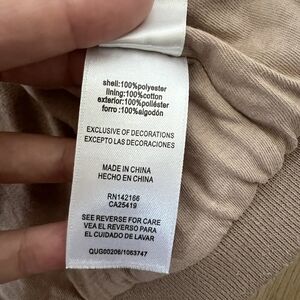 shell:100%polyester
lining:100%cotton
exterior:100%poliéster
forro :100%algodón
EXCLUSIVE OF DECORATIONS
EXCEPTO LAS DECORACIONES
MADE IN CHINA
HECHO EN CHINA
RN142166
CA25419
SEE REVERSE FOR CARE
VEA EL REVERSO PARA
EL CUIDADO DE LAVAR
QUG00206/1063747